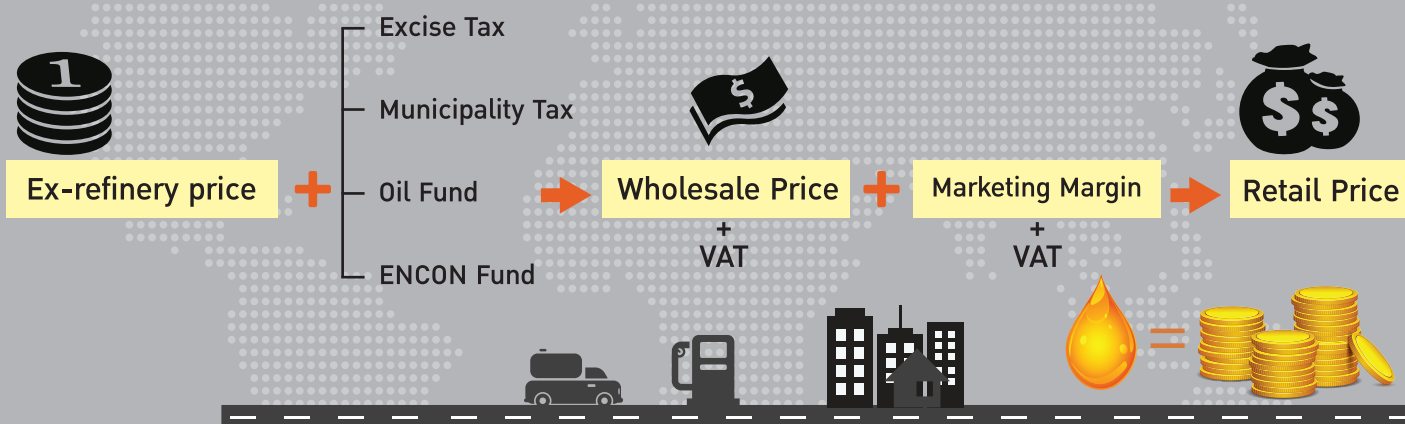 1
Excise Tax
Municipality Tax
Oil Fund
ENCON Fund
Ex-refinery price
+
$
Wholesale Price
+
VAT
+
Marketing Margin
+
VAT
$ $
Retail Price
=